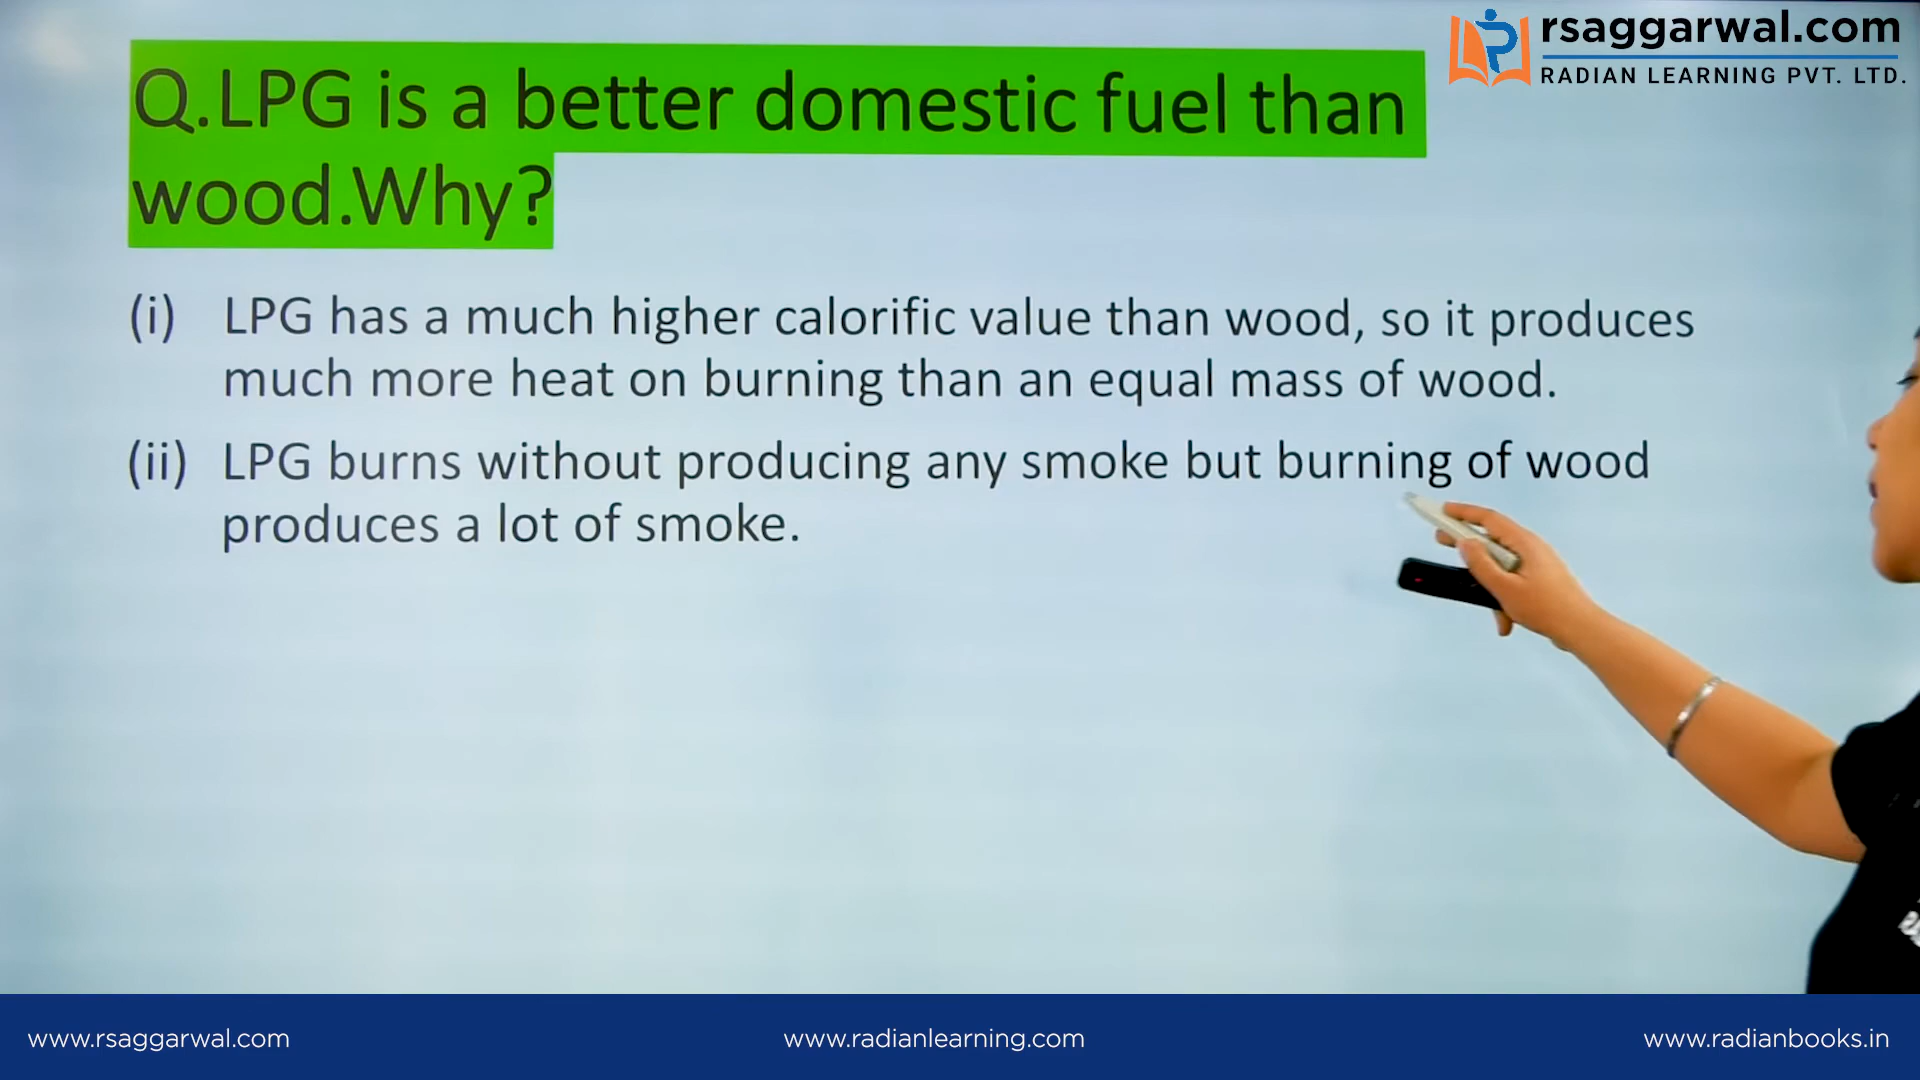 rsaggarwal.com
RADIAN LEARNING PVT. LTD.
Q.LPG is a better domestic fuel than
wood.Why?
(i) LPG has a much higher calorific value than wood, so it produces
much more heat on burning than an equal mass of wood.
(ii) LPG burns without producing any smoke but burning of wood
produces a lot of smoke.
www.rsaggarwal.com
www.radianlearning.com
www.radianbooks.in